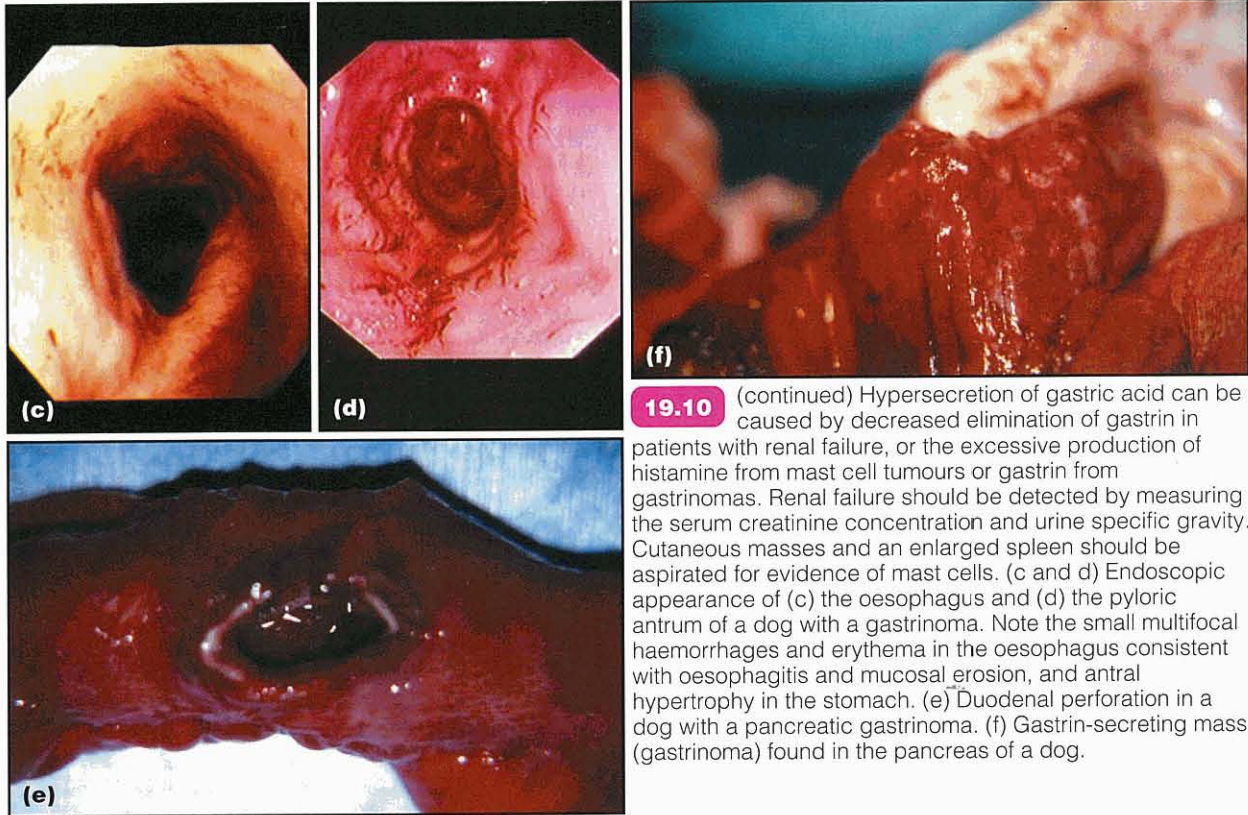 (c)
(d)
(f)
(e)
19.10 (continued) Hypersecretion of gastric acid can be
caused by decreased elimination of gastrin in
patients with renal failure, or the excessive production of
histamine from mast cell tumours or gastrin from
gastrinomas. Renal failure should be detected by measuring
the serum creatinine concentration and urine specific gravity.
Cutaneous masses and an enlarged spleen should be
aspirated for evidence of mast cells. (c and d) Endoscopic
appearance of (c) the oesophagus and (d) the pyloric
antrum of a dog with a gastrinoma. Note the small multifocal
haemorrhages and erythema in the oesophagus consistent
with oesophagitis and mucosal erosion, and antral
hypertrophy in the stomach. (e) Duodenal perforation in a
dog with a pancreatic gastrinoma. (f) Gastrin-secreting mass
(gastrinoma) found in the pancreas of a dog.